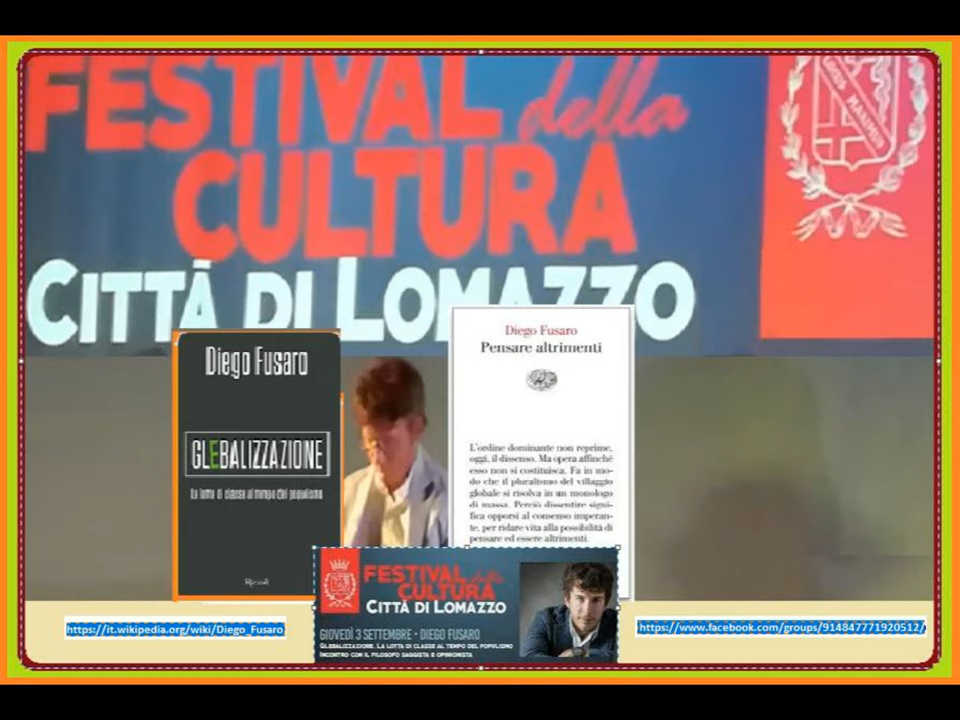 FESTIVAL della
CULTURA
CITTÀ DI LOMAZZO
LOCUS MAXIMUS
Diego Fusaro
GLEBALIZZAZIONE
La lotta di classe al tempo del populismo
Rizzoli
Diego Fusaro
Pensare altrimenti
L'ordine dominante non reprime,
oggi, il dissenso. Ma opera affinché
esso non si costituisca. Fa in mo-
do che il pluralismo del villaggio
globale si risolva in un monologo
di massa. Perciò dissentire signi-
fica opporsi al consenso imperan-
te, per ridare vita alla possibilità di
pensare ed essere altrimenti.
FESTIVAL della
CULTURA
CITTÀ DI LOMAZZO
GIOVEDÌ 3 SETTEMBRE • DIEGO FUSARO
GLEBALIZZAZIONE. LA LOTTA DI CLASSE AL TEMPO DEL POPULISMO
INCONTRO CON IL FILOSOFO SAGGISTA E OPINIONISTA
https://it.wikipedia.org/wiki/Diego_Fusaro
https://www.facebook.com/groups/914847771920512/